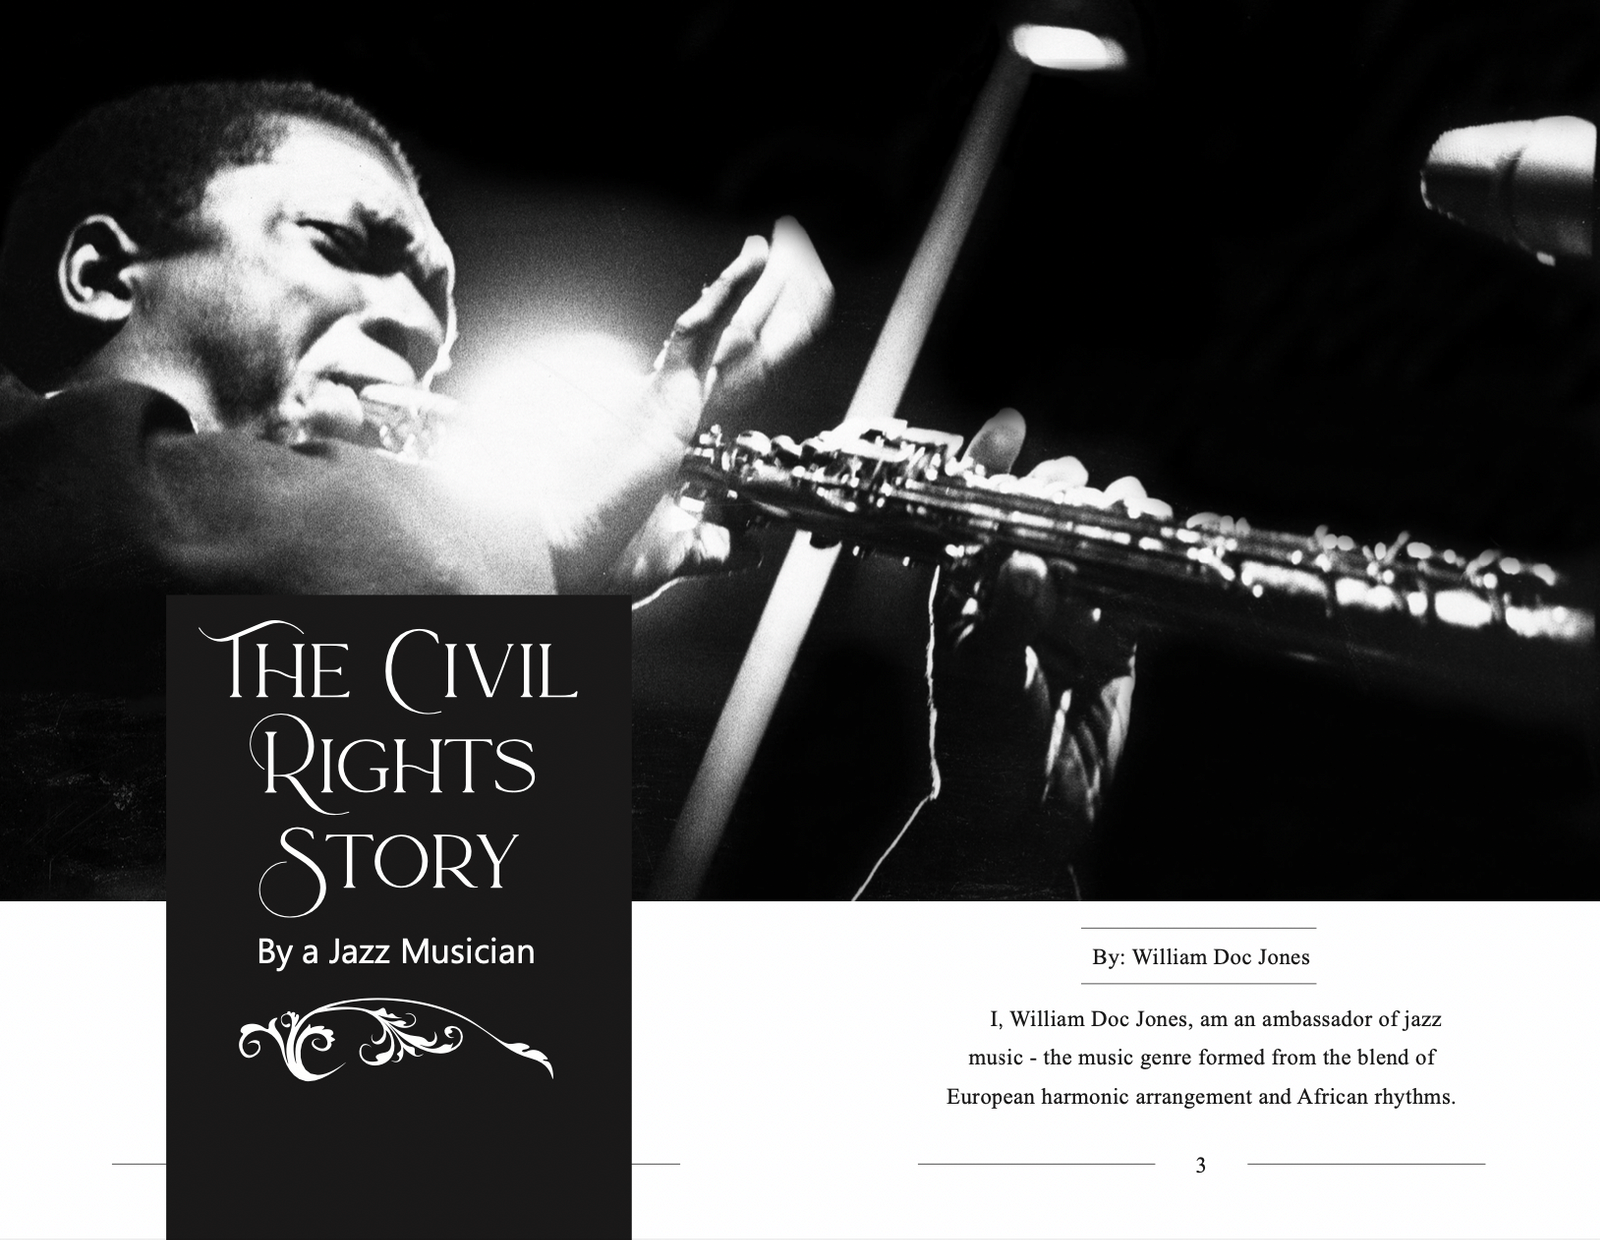 The Civil
Rights
Story
By a Jazz Musician
By: William Doc Jones
I, William Doc Jones, am an ambassador of jazz
music - the music genre formed from the blend of
European harmonic arrangement and African rhythms.
3